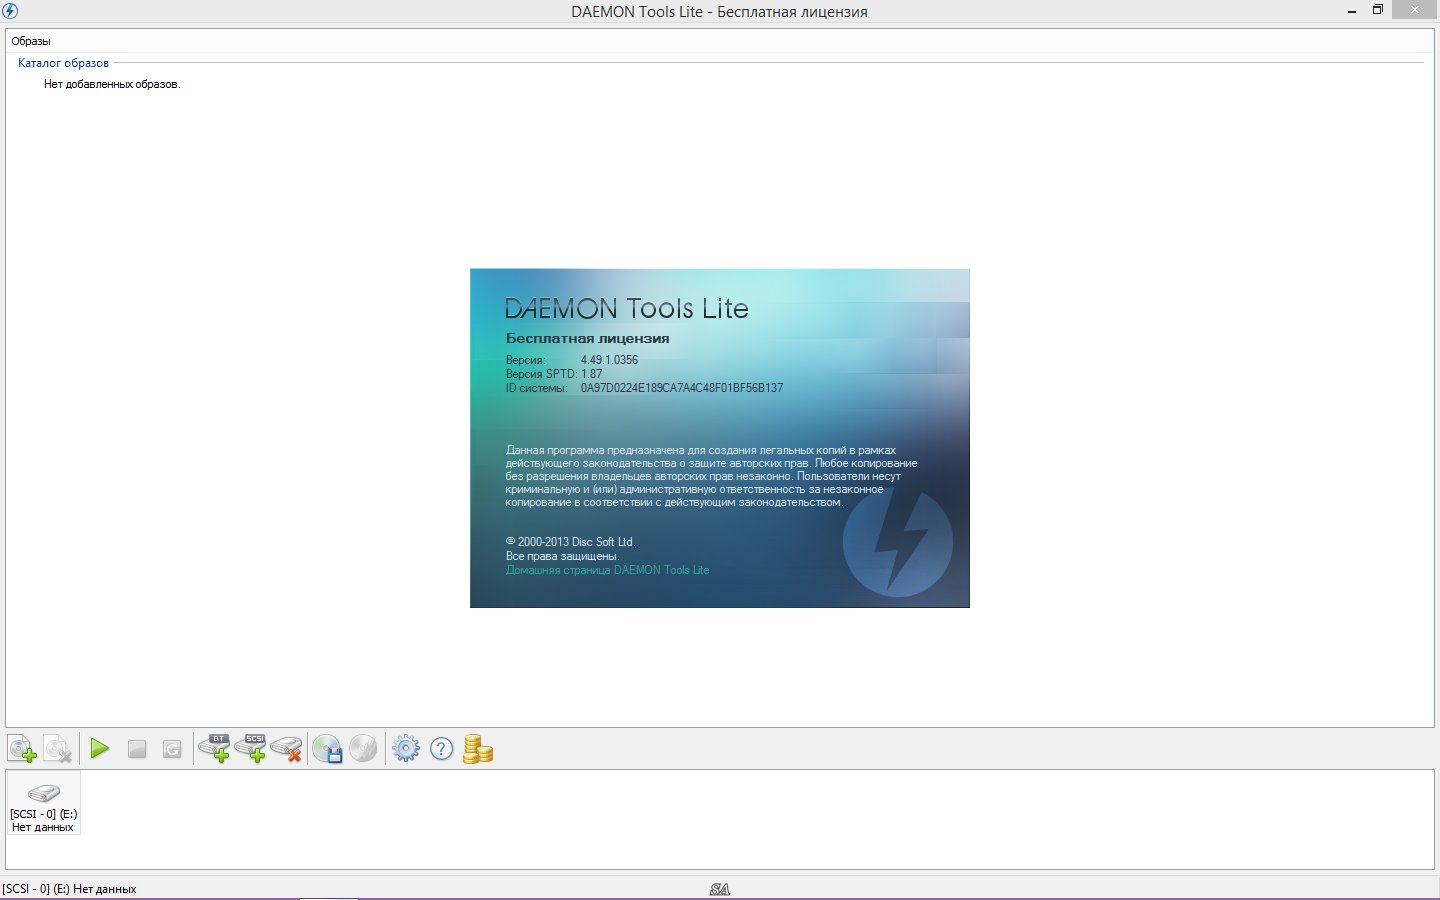 DAEMON Tools Lite - Бесплатная лицензия
Образы
Каталог образов
Нет добавленных образов.
DAEMON Tools Lite
Бесплатная лицензия
Версия: 4.49.1.0356
Версия SPTD: 1.87
ID системы: 0A97D0224E189CA7A4C48F01BF56B137
Данная программа предназначена для создания легальных копий в рамках
действующего законодательства о защите авторских прав. Любое копирование
без разрешения владельцев авторских прав незаконно. Пользователи несут
криминальную и (или) административную ответственность за незаконное
копирование в соответствии с действующим законодательством.
© 2000-2013 Disc Soft Ltd.
Все права защищены.
Домашняя страница DAEMON Tools Lite
G
DT
SCSI
?
[SCSI - 0] (E:)
Нет данных
[SCSI - 0] (E:) Нет данных
SA